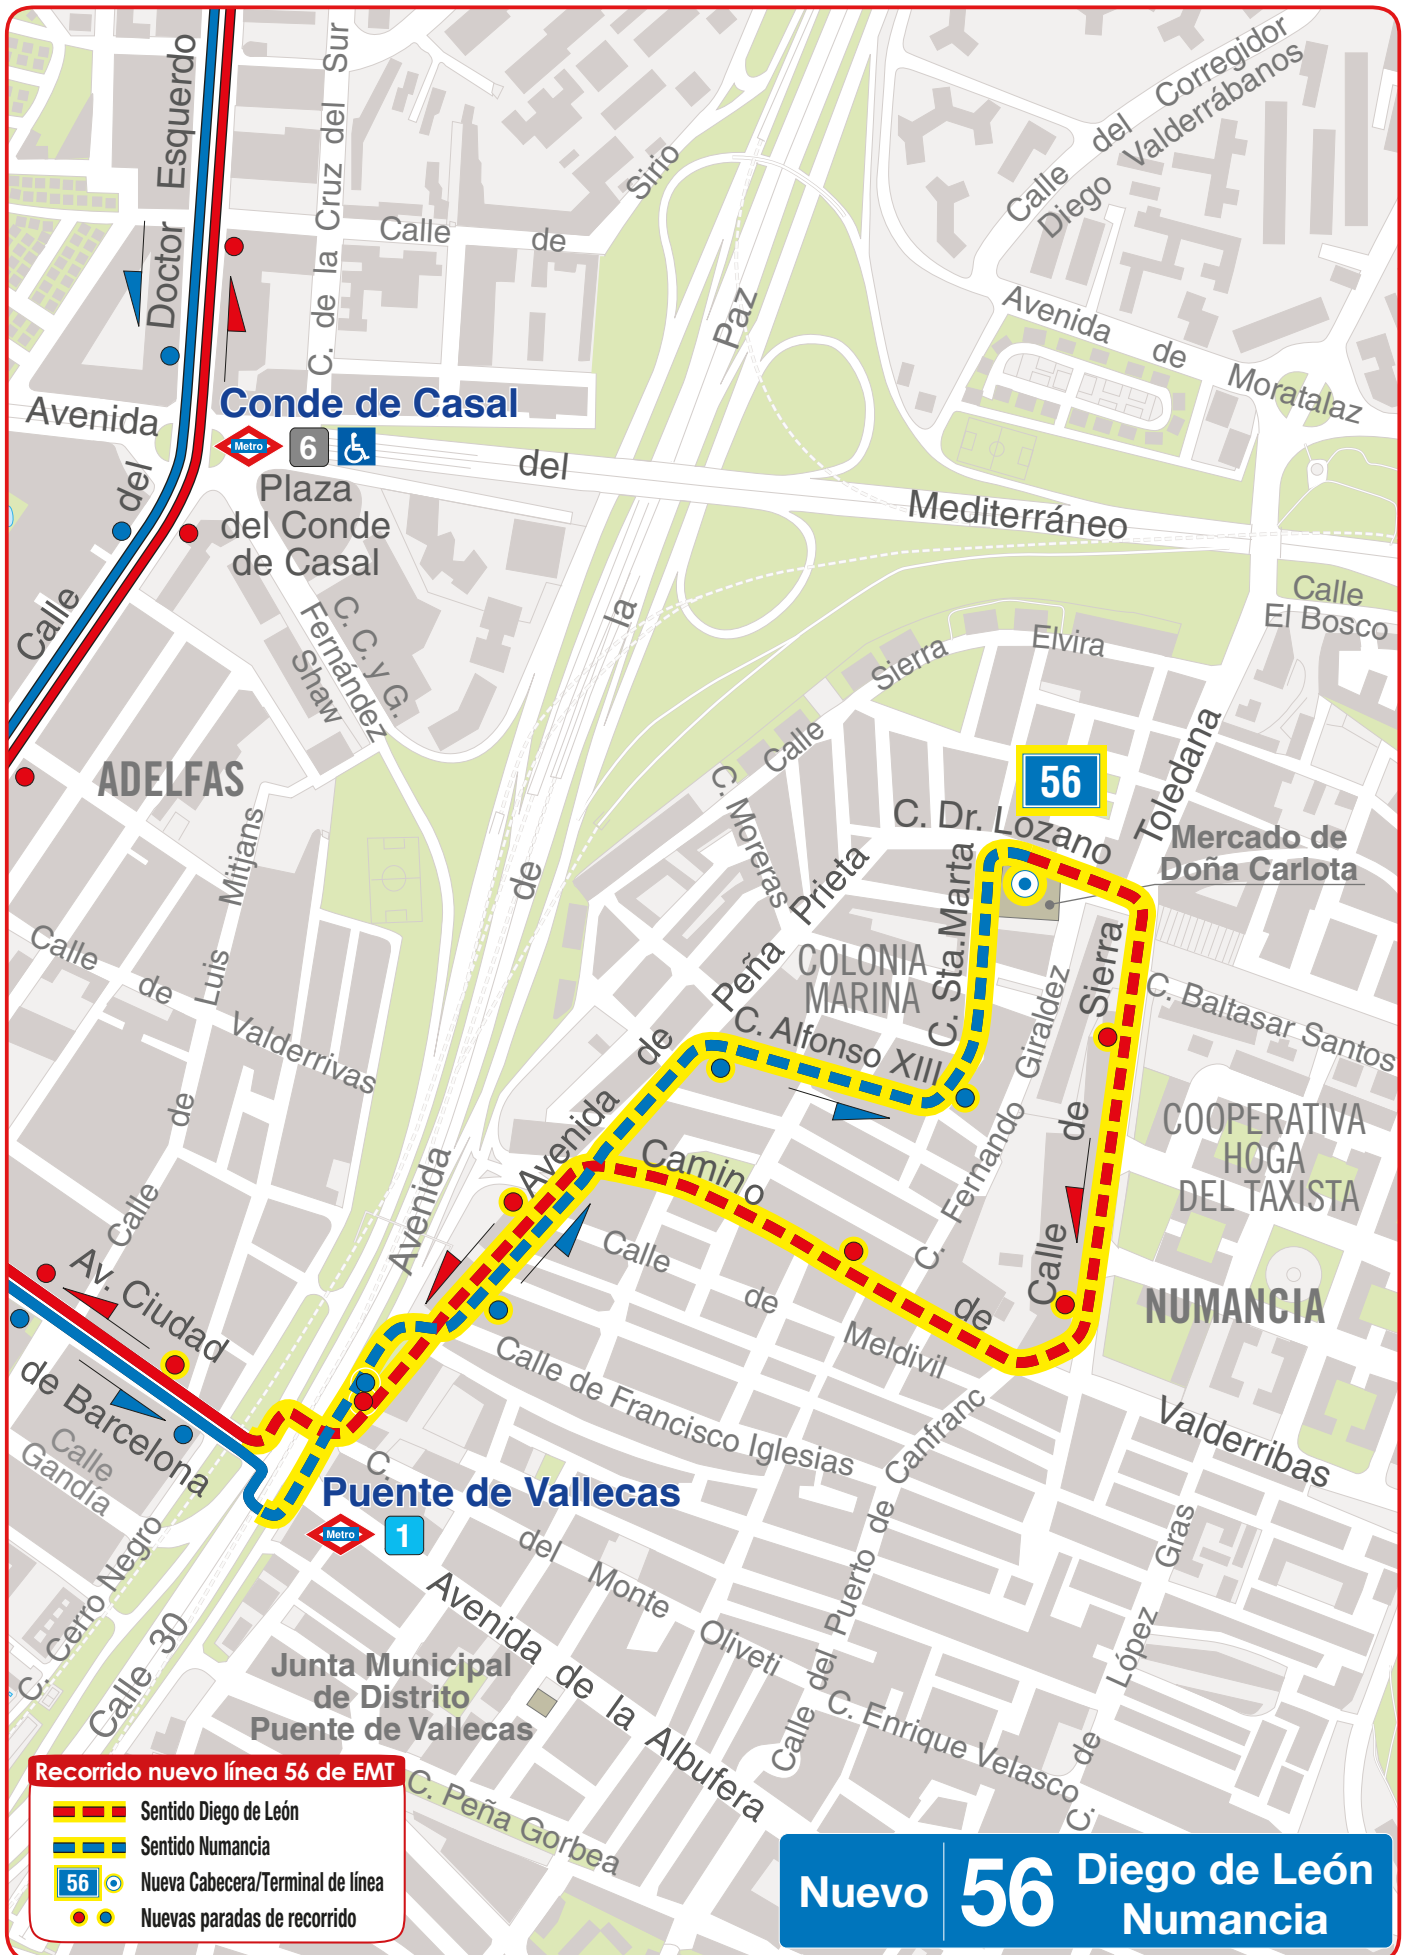 Esquerdo
Doctor
C. de la Cruz del Sur
Calle de Sirio
Paz
Calle del Corregidor
Diego Valderrábanos
Avenida de Moratalaz
Conde de Casal
Metro
6
Plaza
del Conde
de Casal
Avenida
del
Mediterráneo
Calle
El Bosco
Calle
del
C. C. y G.
Fernández
Shaw
la
Calle Sierra Elvira
ADELFAS
C. Moreras
56
C. Dr. Lozano
Toledana
Mercado de
Doña Carlota
de
Peña Prieta
COLONIA
MARINA
C. Sta.Marta
Sierra
C. Baltasar Santos
Calle de Luis Mitjans
Calle de Valderrivas
C. Alfonso XIII
C. Fernando Giraldez
COOPERATIVA
HOGA
DEL TAXISTA
Avenida de
Camino
de
Calle
Avenida
NUMANCIA
Av. Ciudad
de Barcelona
Calle de Meldivil
de
Valderribas
Calle de Francisco Iglesias
Calle
Gandía
Puente de Vallecas
Metro
1
Calle del Puerto de Canfranc
C. del Monte Oliveti
C. de López Gras
C. Cerro Negro
Calle 30
Avenida de la Albufera
Junta Municipal
de Distrito
Puente de Vallecas
C. Enrique Velasco
C. Peña Gorbea
Recorrido nuevo línea 56 de EMT
Sentido Diego de León
Sentido Numancia
56
Nueva Cabecera/Terminal de línea
Nuevas paradas de recorrido
Nuevo
56
Diego de León
Numancia